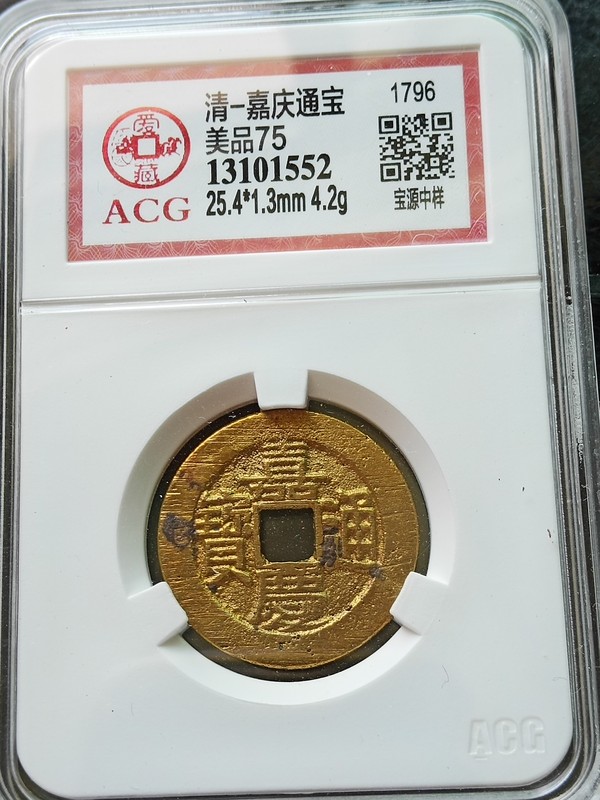 清-嘉庆通宝
1796
美品75
13101552
25.4*1.3mm 4.2g
宝源中样
爱藏
ACG
嘉慶通寶
ACG